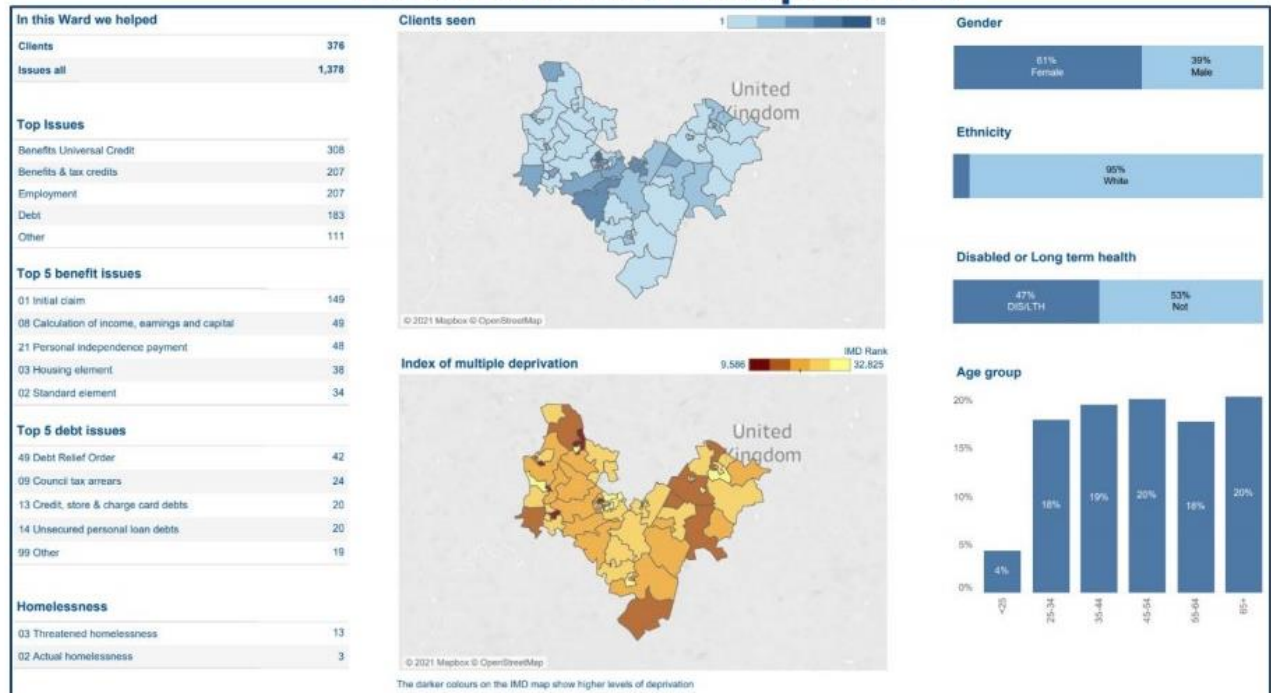 In this Ward we helped
Clients 376
Issues all 1,378
Top Issues
Benefits Universal Credit 308
Benefits & tax credits 207
Employment 207
Debt 183
Other 111
Top 5 benefit issues
01 Initial claim 149
08 Calculation of income, earnings and capital 49
21 Personal independence payment 48
03 Housing element 38
02 Standard element 34
Top 5 debt issues
49 Debt Relief Order 42
09 Council tax arrears 24
13 Credit, store & charge card debts 20
14 Unsecured personal loan debts 20
99 Other 19
Homelessness
03 Threatened homelessness 13
02 Actual homelessness 3
Clients seen
1 18
United
Kingdom
© 2021 Mapbox © OpenStreetMap
Index of multiple deprivation
IMD Rank
9,586 32,825
United
Kingdom
© 2021 Mapbox © OpenStreetMap
The darker colours on the IMD map show higher levels of deprivation
Gender
61% 39%
Female Male
Ethnicity
95%
White
Disabled or Long term health
47% 53%
DIS/LTH Not
Age group
20%
15%
10%
5%
0%
4% 18% 19% 20% 18% 20%
<25 25-34 35-44 45-54 55-64 65+